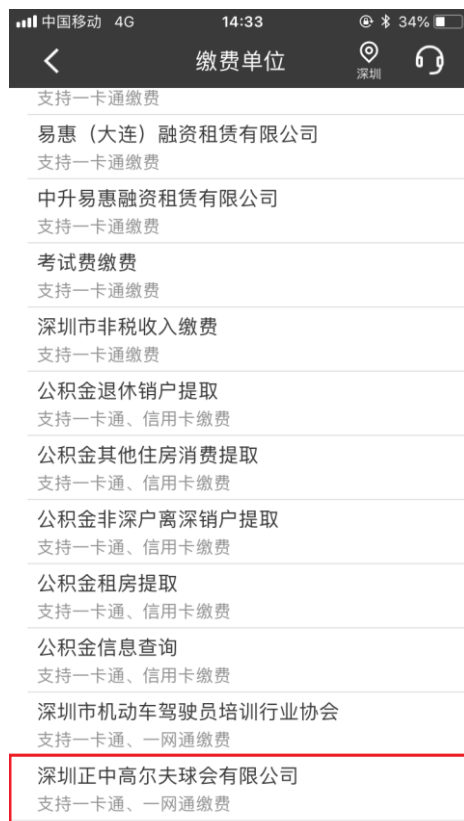 中国移动 4G 14:33 34%
缴费单位
深圳
支持一卡通缴费
易惠（大连）融资租赁有限公司
支持一卡通缴费
中升易惠融资租赁有限公司
支持一卡通缴费
考试费缴费
支持一卡通缴费
深圳市非税收入缴费
支持一卡通缴费
公积金退休销户提取
支持一卡通、信用卡缴费
公积金其他住房消费提取
支持一卡通、信用卡缴费
公积金非深户离深销户提取
支持一卡通、信用卡缴费
公积金租房提取
支持一卡通、信用卡缴费
公积金信息查询
支持一卡通、信用卡缴费
深圳市机动车驾驶员培训行业协会
支持一卡通、一网通缴费
深圳正中高尔夫球会有限公司
支持一卡通、一网通缴费